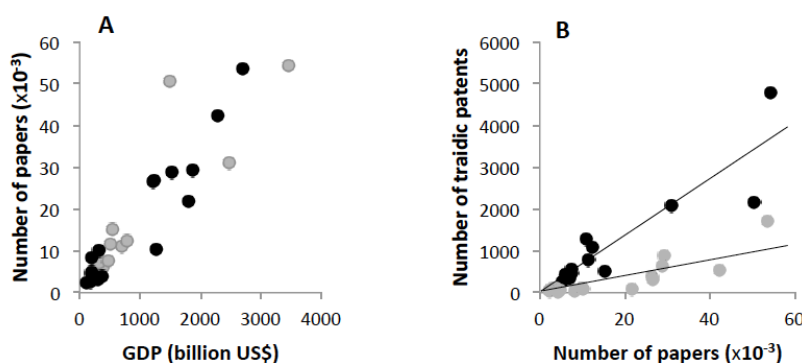 A
Number of papers (x10⁻³)
60
50
40
30
20
10
0
0 1000 2000 3000 4000
GDP (billion US$)
B
Number of traidic patents
6000
5000
4000
3000
2000
1000
0
0 20 40 60
Number of papers (x10⁻³)